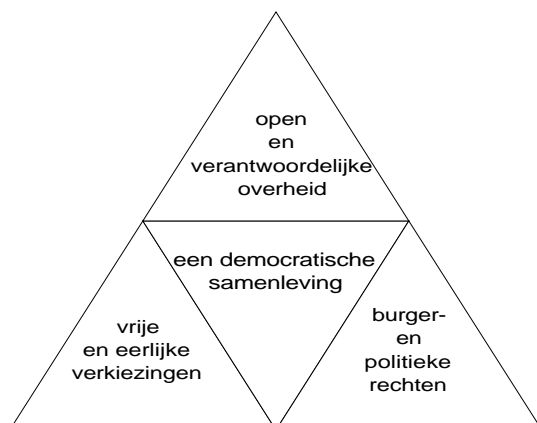 open
en
verantwoordelijke
overheid
een democratische
samenleving
vrije
en eerlijke
verkiezingen
burger-
en
politieke
rechten